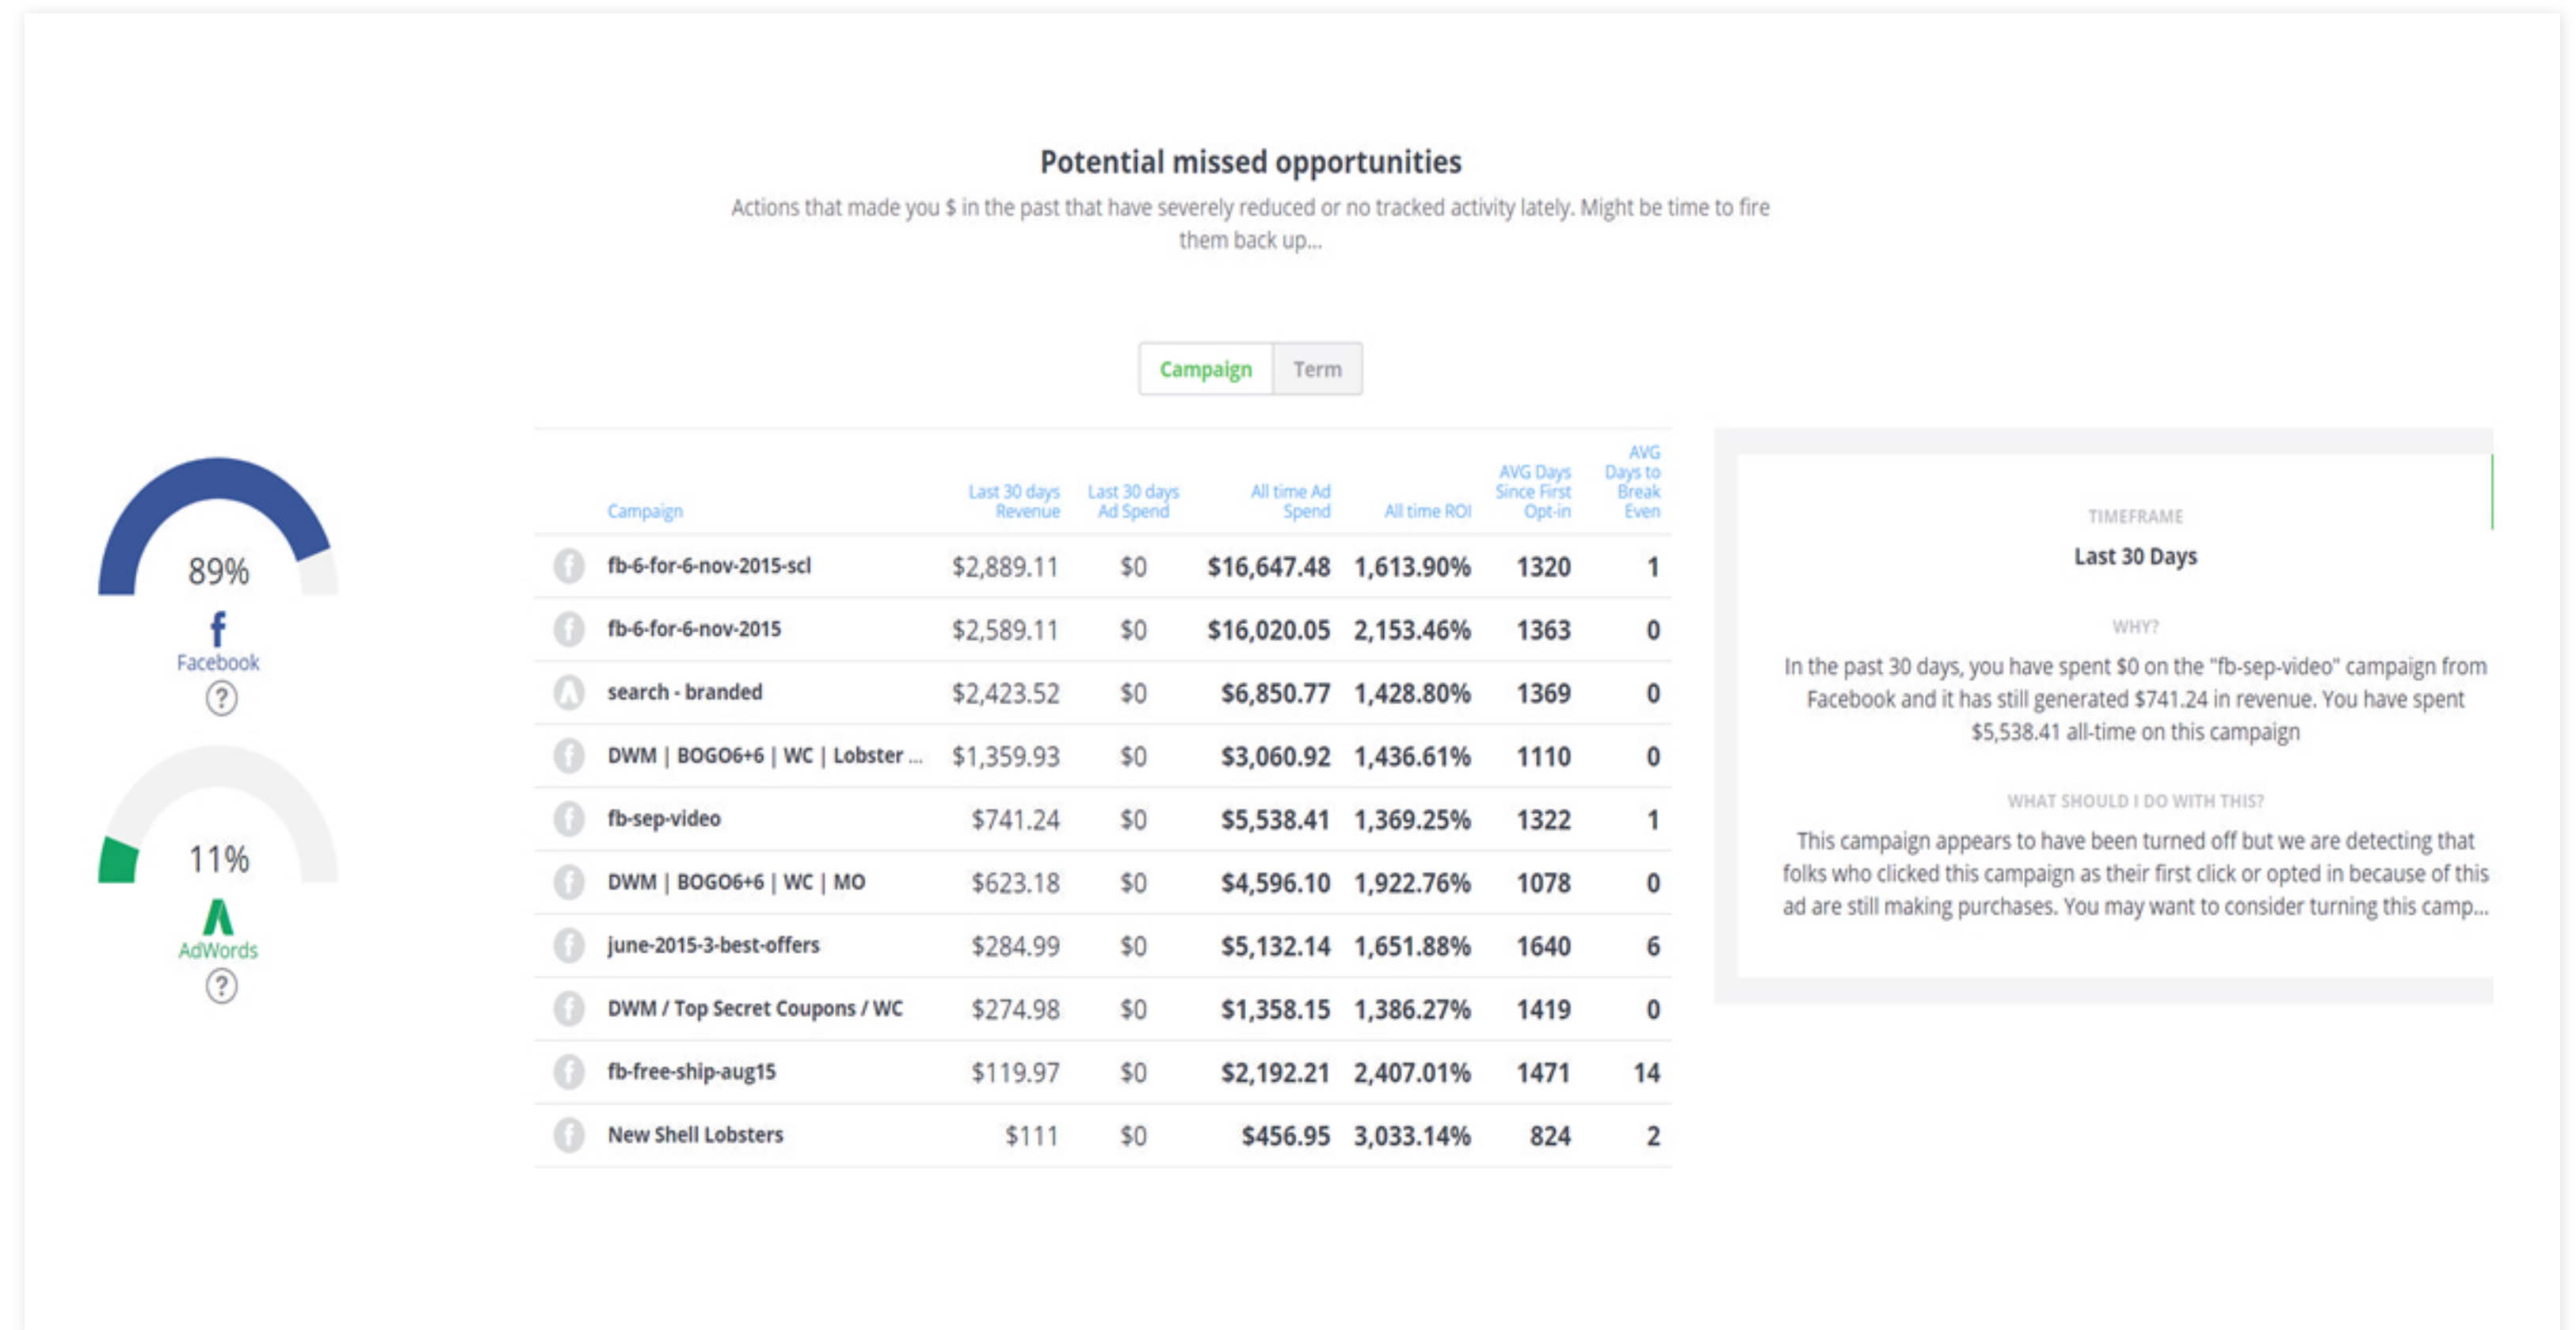 Potential missed opportunities
Actions that made you $ in the past that have severely reduced or no tracked activity lately. Might be time to fire
them back up...
Campaign Term
89%
f
Facebook
?
11%
AdWords
?
Campaign Last 30 days Revenue Last 30 days Ad Spend All time Ad Spend All time ROI AVG Days Since First Opt-in AVG Days to Break Even
fb-6-for-6-nov-2015-scl $2,889.11 $0 $16,647.48 1,613.90% 1320 1
fb-6-for-6-nov-2015 $2,589.11 $0 $16,020.05 2,153.46% 1363 0
search - branded $2,423.52 $0 $6,850.77 1,428.80% 1369 0
DWM | BOGO6+6 | WC | Lobster ... $1,359.93 $0 $3,060.92 1,436.61% 1110 0
fb-sep-video $741.24 $0 $5,538.41 1,369.25% 1322 1
DWM | BOGO6+6 | WC | MO $623.18 $0 $4,596.10 1,922.76% 1078 0
june-2015-3-best-offers $284.99 $0 $5,132.14 1,651.88% 1640 6
DWM / Top Secret Coupons / WC $274.98 $0 $1,358.15 1,386.27% 1419 0
fb-free-ship-aug15 $119.97 $0 $2,192.21 2,407.01% 1471 14
New Shell Lobsters $111 $0 $456.95 3,033.14% 824 2
TIMEFRAME
Last 30 Days
WHY?
In the past 30 days, you have spent $0 on the "fb-sep-video" campaign from
Facebook and it has still generated $741.24 in revenue. You have spent
$5,538.41 all-time on this campaign
WHAT SHOULD I DO WITH THIS?
This campaign appears to have been turned off but we are detecting that
folks who clicked this campaign as their first click or opted in because of this
ad are still making purchases. You may want to consider turning this camp...